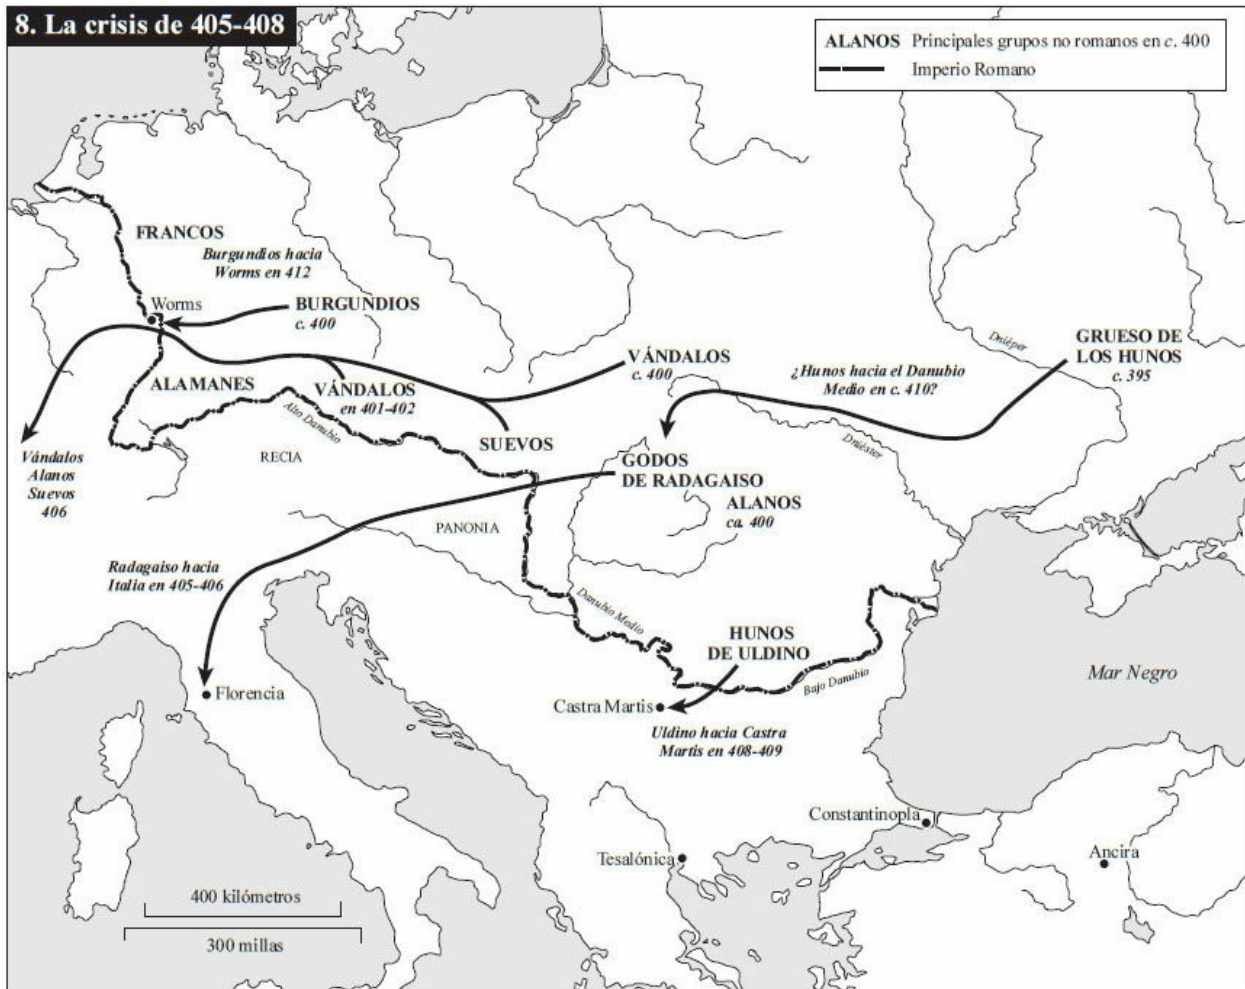 8. La crisis de 405-408
ALANOS Principales grupos no romanos en c. 400
Imperio Romano
FRANCOS
Burgundios hacia
Worms en 412
Worms
BURGUNDIOS
c. 400
Dniéper
GRUESO DE
LOS HUNOS
c. 395
VÁNDALOS
c. 400
¿Hunos hacia el Danubio
Medio en c. 410?
ALAMANES
VÁNDALOS
en 401-402
Alto Danubio
SUEVOS
Dniéster
Vándalos
Alanos
Suevos
406
RECIA
GODOS
DE RADAGAISO
ALANOS
ca. 400
PANONIA
Radagaiso hacia
Italia en 405-406
Danubio Medio
HUNOS
DE ULDINO
Bajo Danubio
Mar Negro
Florencia
Castra Martis
Uldino hacia Castra
Martis en 408-409
Constantinopla
Tesalónica
Ancira
400 kilómetros
300 millas